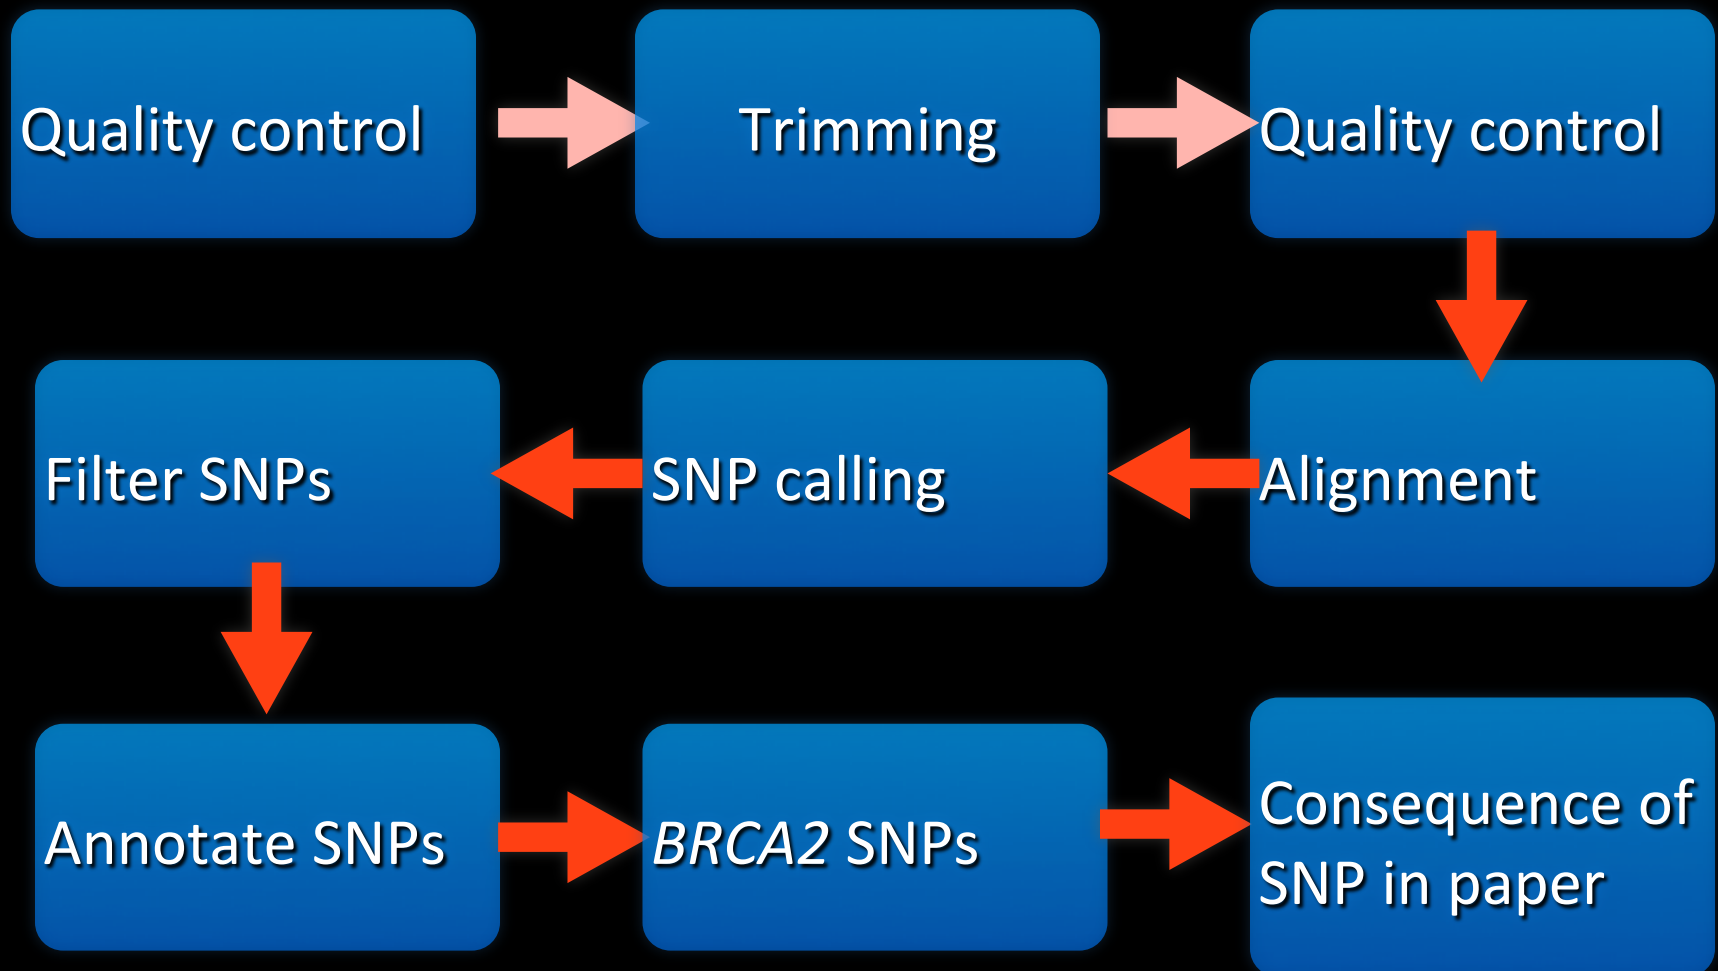 Quality control
Trimming
Quality control
Filter SNPs
SNP calling
Alignment
Annotate SNPs
BRCA2 SNPs
Consequence of
SNP in paper